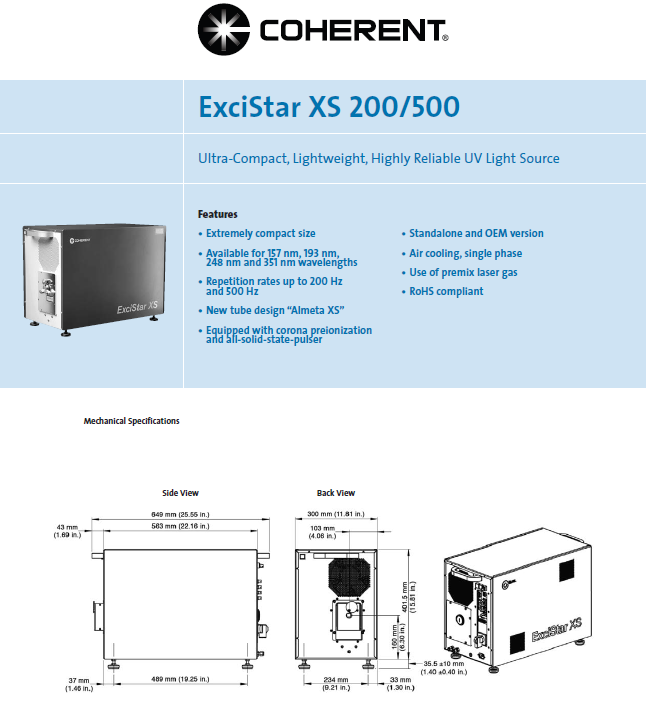 COHERENT®
ExciStar XS 200/500
Ultra-Compact, Lightweight, Highly Reliable UV Light Source
COHERENT
ExciStar XS
Features
• Extremely compact size
• Available for 157 nm, 193 nm,
248 nm and 351 nm wavelengths
• Repetition rates up to 200 Hz
and 500 Hz
• New tube design “Almeta XS”
• Equipped with corona preionization
and all-solid-state-pulser
• Standalone and OEM version
• Air cooling, single phase
• Use of premix laser gas
• RoHS compliant
Mechanical Specifications
Side View
649 mm (25.55 in.)
563 mm (22.16 in.)
43 mm
(1.69 in.)
37 mm
(1.46 in.)
489 mm (19.25 in.)
Back View
300 mm (11.81 in.)
103 mm
(4.06 in.)
401.5 mm
(15.81 in.)
160 mm
(6.30 in.)
35.5 ±10 mm
(1.40 ±0.40 in.)
234 mm
(9.21 in.)
33 mm
(1.30 in.)
ExciStar XS